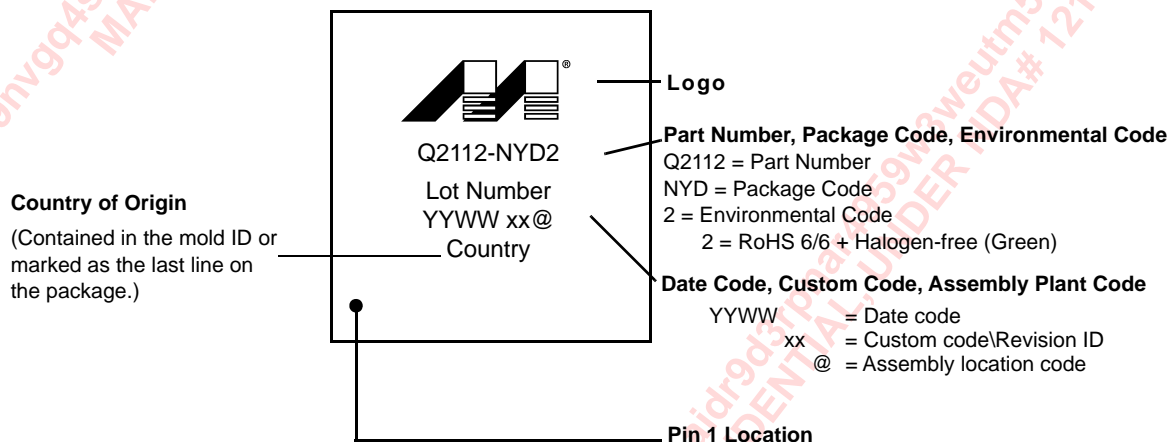 ®
Logo
Q2112-NYD2
Lot Number
YYWW xx@
Country
Part Number, Package Code, Environmental Code
Q2112 = Part Number
NYD = Package Code
2 = Environmental Code
2 = RoHS 6/6 + Halogen-free (Green)
Country of Origin
(Contained in the mold ID or
marked as the last line on
the package.)
Date Code, Custom Code, Assembly Plant Code
YYWW = Date code
xx = Custom code\Revision ID
@ = Assembly location code
Pin 1 Location
UNDER NDA# 121